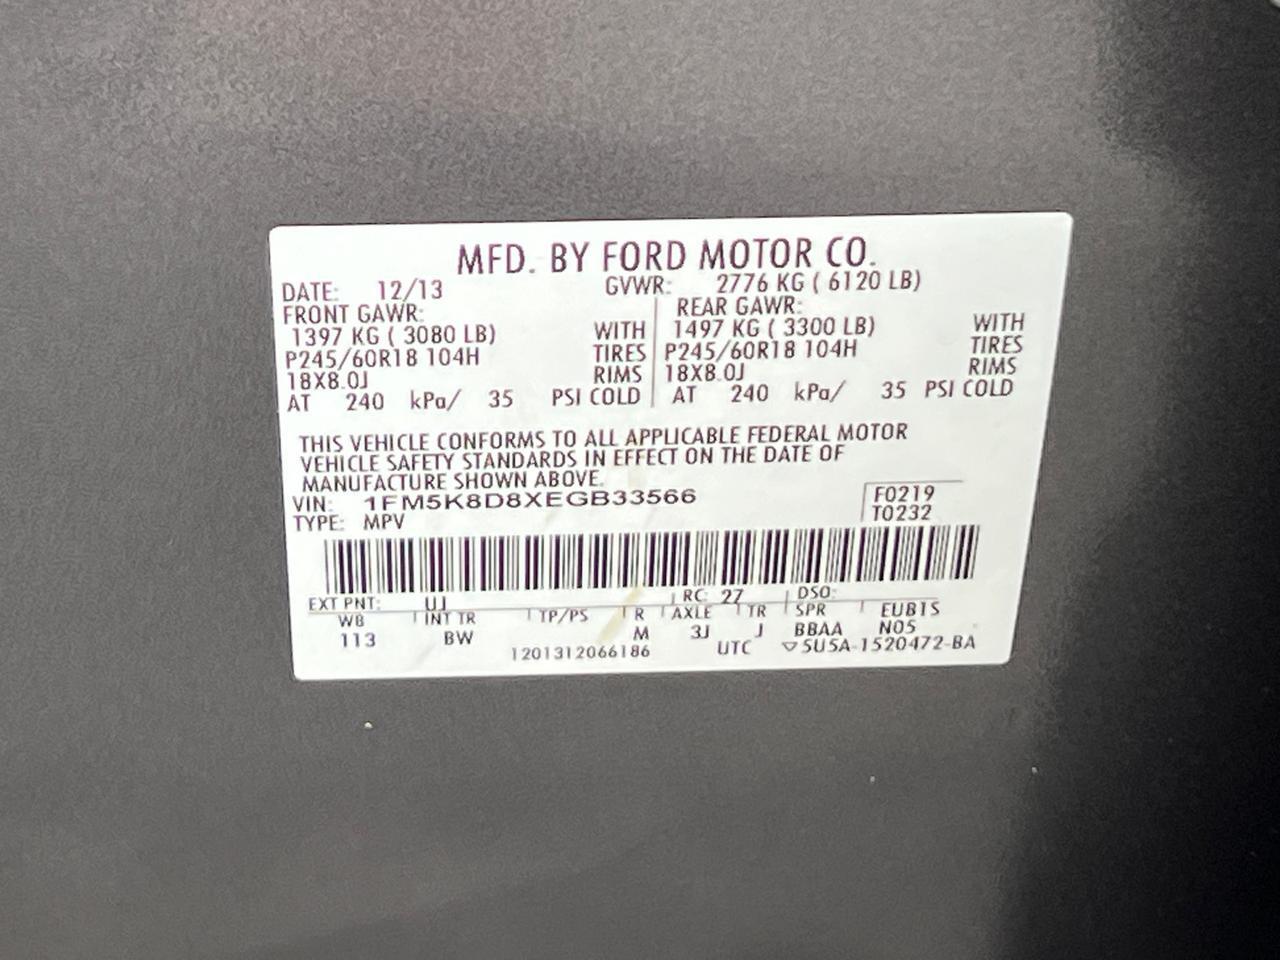 MFD. BY FORD MOTOR CO.
DATE: 12/13 GVWR: 2776 KG ( 6120 LB)
FRONT GAWR: REAR GAWR:
1397 KG ( 3080 LB) WITH 1497 KG ( 3300 LB) WITH
P245/60R18 104H TIRES P245/60R18 104H TIRES
18X8.0J RIMS 18X8.0J RIMS
AT 240 kPa/ 35 PSI COLD AT 240 kPa/ 35 PSI COLD
THIS VEHICLE CONFORMS TO ALL APPLICABLE FEDERAL MOTOR
VEHICLE SAFETY STANDARDS IN EFFECT ON THE DATE OF
MANUFACTURE SHOWN ABOVE.
VIN: 1FM5K8D8XEGB33566 F0219
TYPE: MPV T0232
EXT PNT: UJ RC: 27 DSO:
WB INT TR TP/PS R AXLE TR SPR EUB1S
113 BW M 3J J BBAA N05
1201312066186 UTC ▽5U5A-1520472-BA